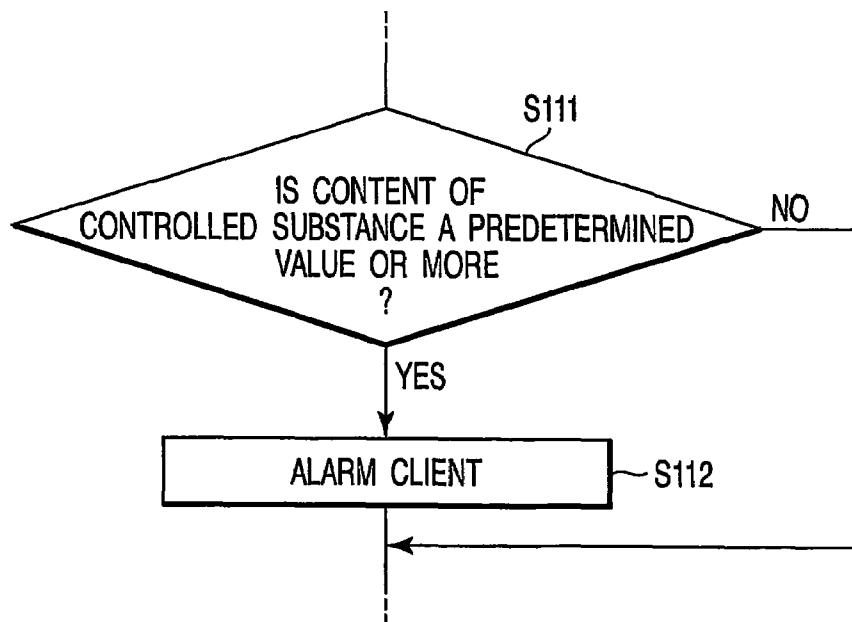 S111
IS CONTENT OF
CONTROLLED SUBSTANCE A PREDETERMINED
VALUE OR MORE
?
NO
YES
ALARM CLIENT
S112